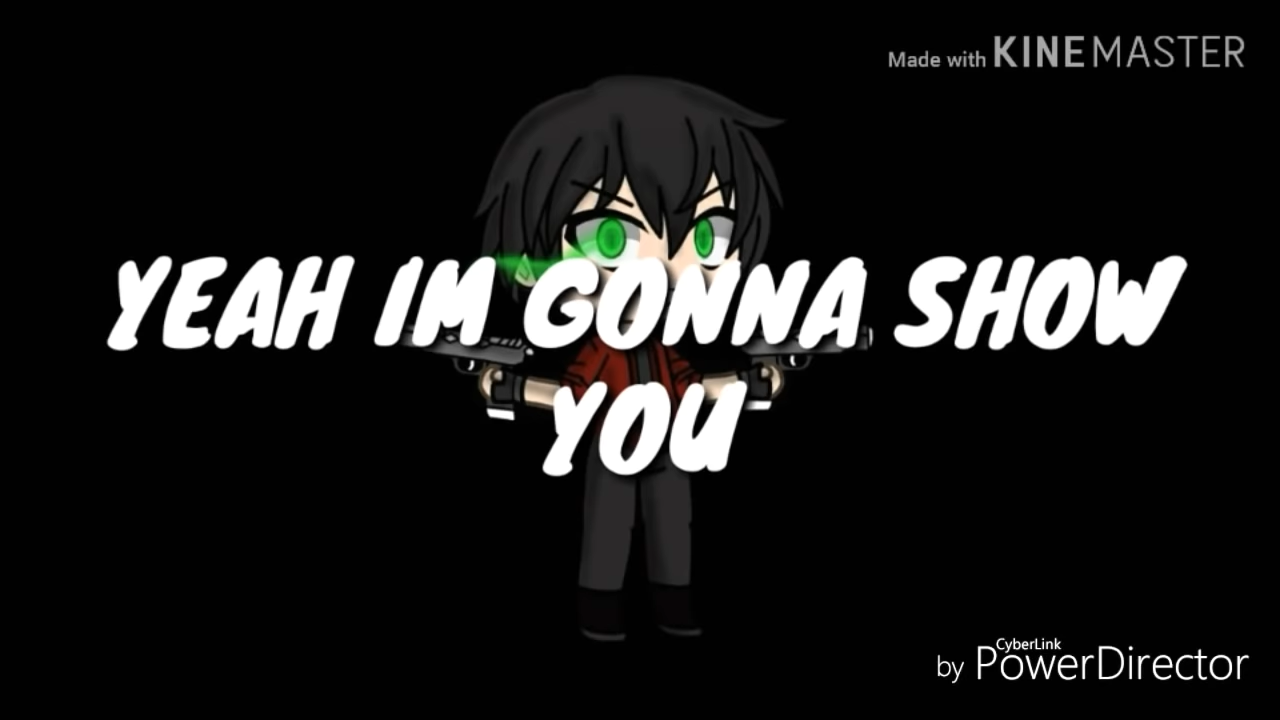 Made with KINEMASTER
YEAH IM GONNA SHOW
YOU
CyberLink
by PowerDirector